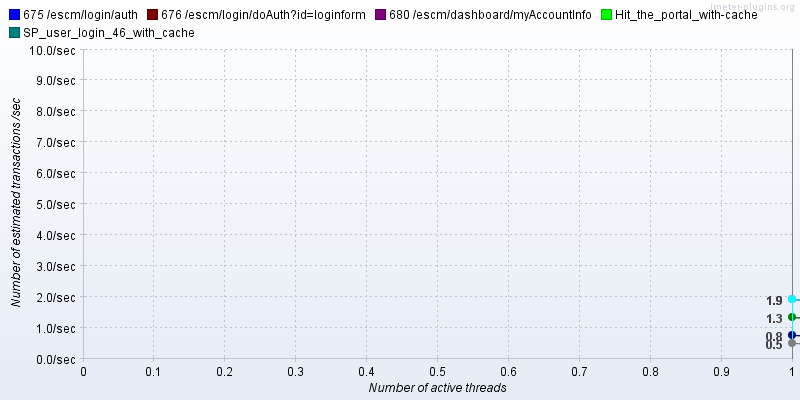 675 /escm/login/auth 676 /escm/login/doAuth?id=loginform 680 /escm/dashboard/myAccountInfo Hit_the_portal_with-cache
jmeter-plugins.org
SP_user_login_46_with_cache
10.0/sec
9.0/sec
8.0/sec
7.0/sec
6.0/sec
5.0/sec
4.0/sec
3.0/sec
2.0/sec
1.0/sec
0.0/sec
Number of estimated transactions /sec
1.9
1.3
0.8
0.5
0 0.1 0.2 0.3 0.4 0.5 0.6 0.7 0.8 0.9 1
Number of active threads